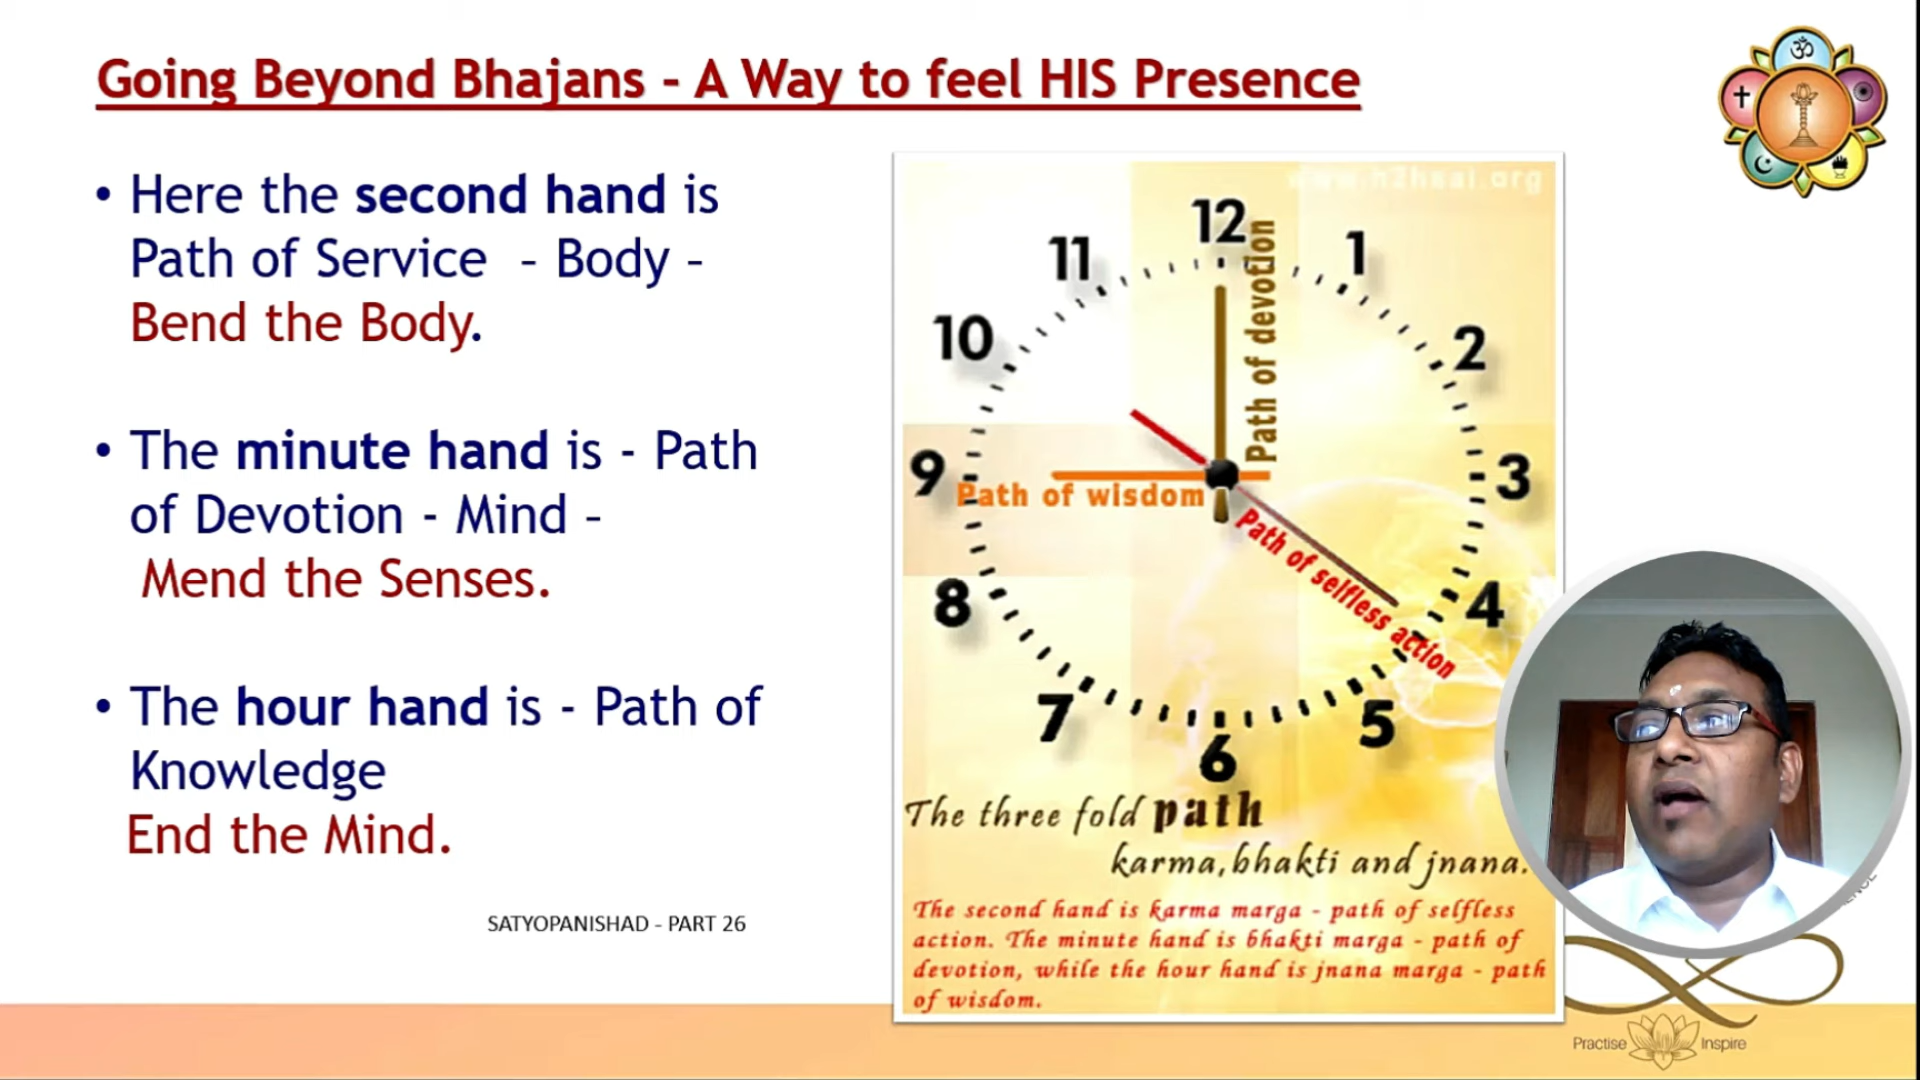 Going Beyond Bhajans - A Way to feel HIS Presence
• Here the second hand is
Path of Service – Body –
Bend the Body.
• The minute hand is - Path
of Devotion - Mind –
Mend the Senses.
• The hour hand is - Path of
Knowledge
End the Mind.
SATYOPANISHAD - PART 26
12
1
2
3
4
5
6
7
8
9
10
11
Path of devotion
Path of wisdom
Path of selfless action
The three fold path
karma, bhakti and jnana.
The second hand is karma marga - path of selfless
action. The minute hand is bhakti marga - path of
devotion, while the hour hand is jnana marga - path
of wisdom.
ॐ
Practise Inspire